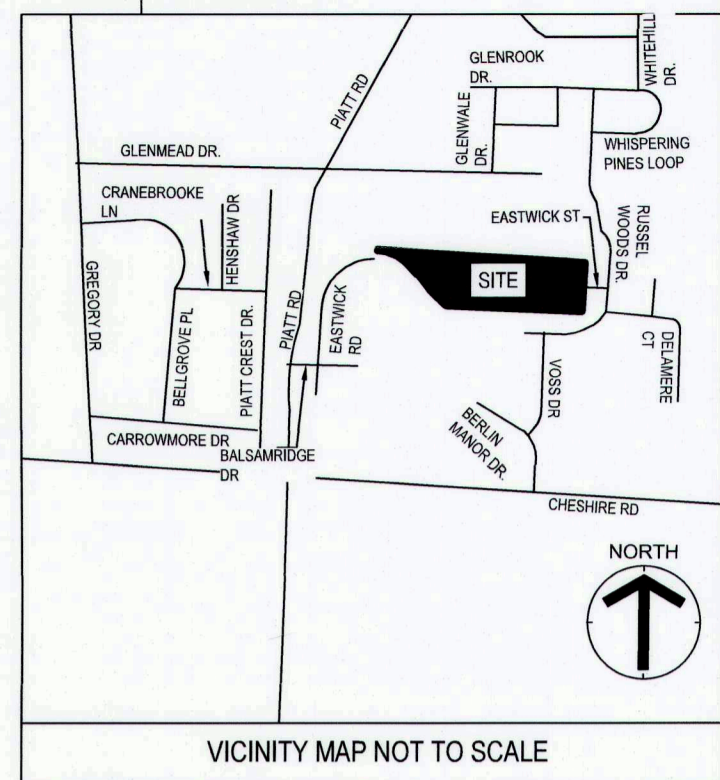 WHITEHILL
DR.
GLENROOK
DR.
PIATT RD
GLENWALE
DR.
WHISPERING
PINES LOOP
GLENMEAD DR.
CRANEBROOKE
LN
HENSHAW DR
EASTWICK ST
RUSSEL
WOODS DR.
SITE
GREGORY DR
BELLGROVE PL
PIATT CREST DR.
PIATT RD
EASTWICK
RD
DELAMERE
CT
VOSS DR
BERLIN
MANOR DR.
CARROWMORE DR
BALSAMRIDGE
DR
CHESHIRE RD
NORTH
VICINITY MAP NOT TO SCALE